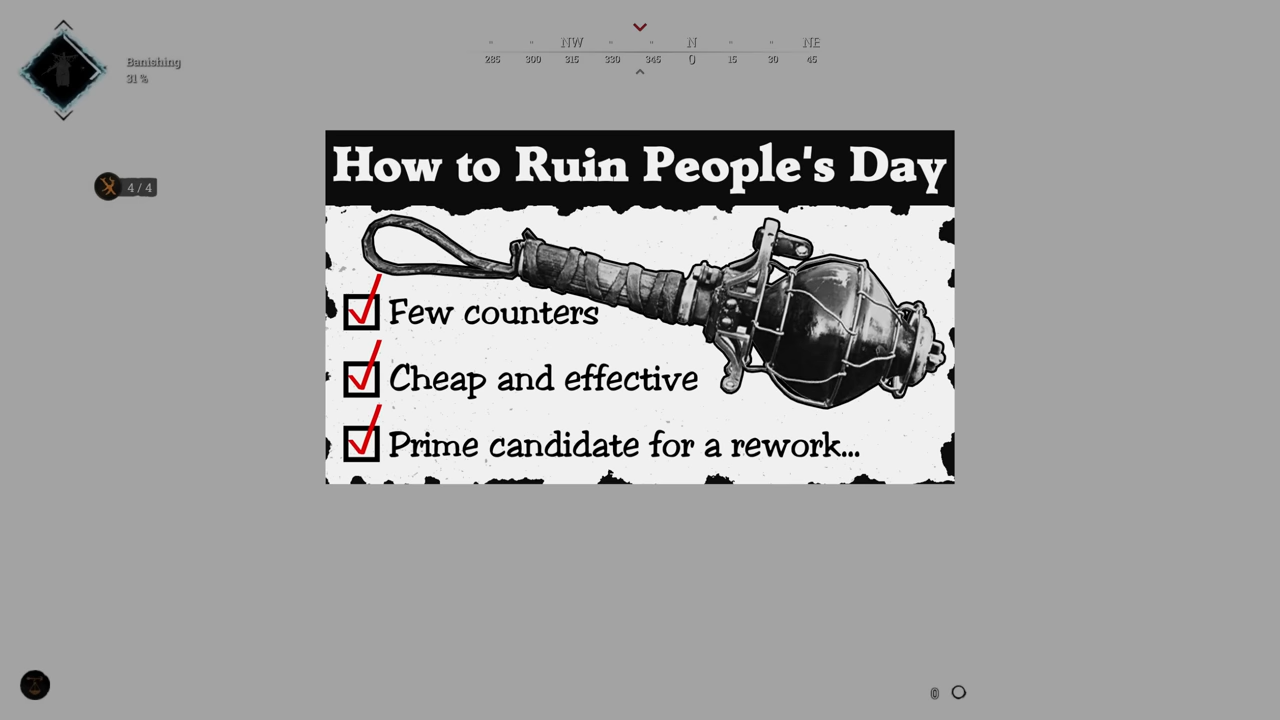 NW N NE
285 300 315 330 345 0 15 30 45
Banishing
31 %
4 / 4
How to Ruin People's Day
Few counters
Cheap and effective
Prime candidate for a rework...
0